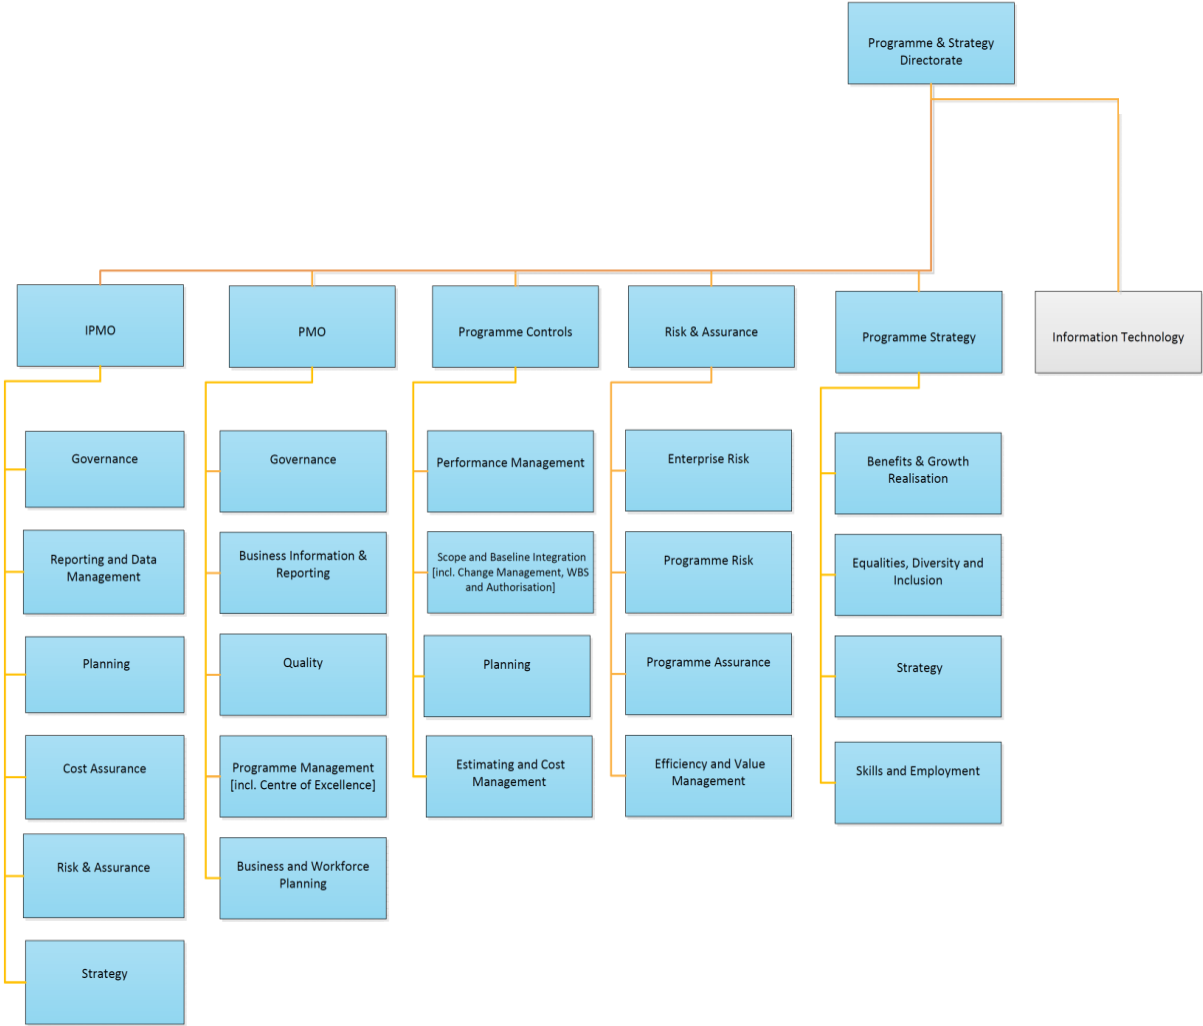 Programme & Strategy
Directorate
IPMO
PMO
Programme Controls
Risk & Assurance
Programme Strategy
Information Technology
Governance
Reporting and Data
Management
Planning
Cost Assurance
Risk & Assurance
Strategy
Governance
Business Information &
Reporting
Quality
Programme Management
[incl. Centre of Excellence]
Business and Workforce
Planning
Performance Management
Scope and Baseline Integration
[incl. Change Management, WBS
and Authorisation]
Planning
Estimating and Cost
Management
Enterprise Risk
Programme Risk
Programme Assurance
Efficiency and Value
Management
Benefits & Growth
Realisation
Equalities, Diversity and
Inclusion
Strategy
Skills and Employment